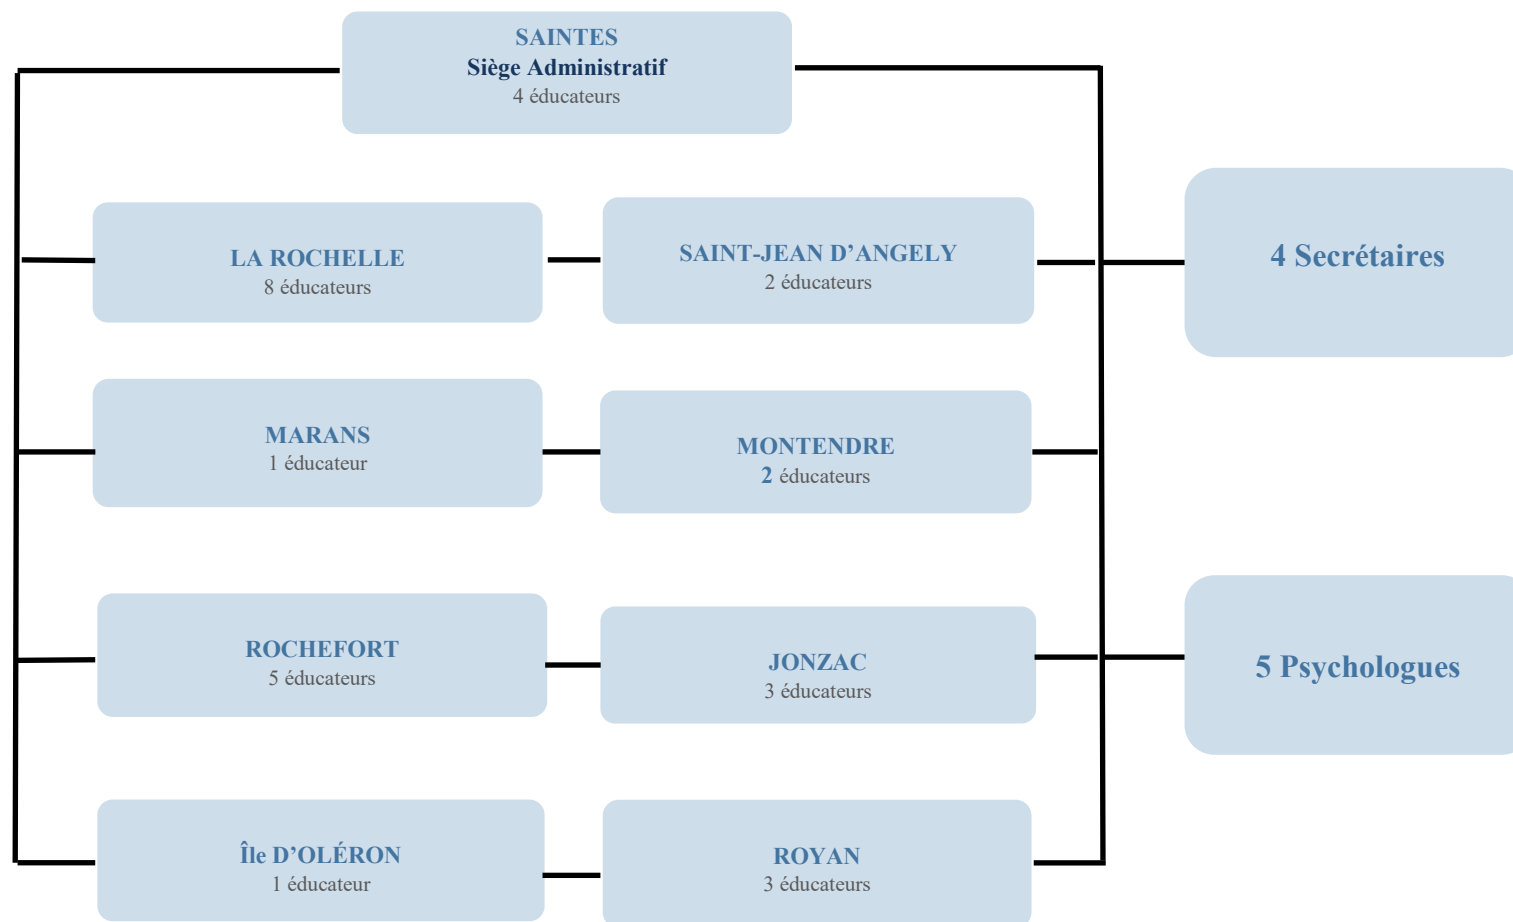 SAINTES
Siège Administratif
4 éducateurs
LA ROCHELLE
8 éducateurs
SAINT-JEAN D’ANGELY
2 éducateurs
4 Secrétaires
MARANS
1 éducateur
MONTENDRE
2 éducateurs
ROCHEFORT
5 éducateurs
JONZAC
3 éducateurs
5 Psychologues
Île D’OLÉRON
1 éducateur
ROYAN
3 éducateurs